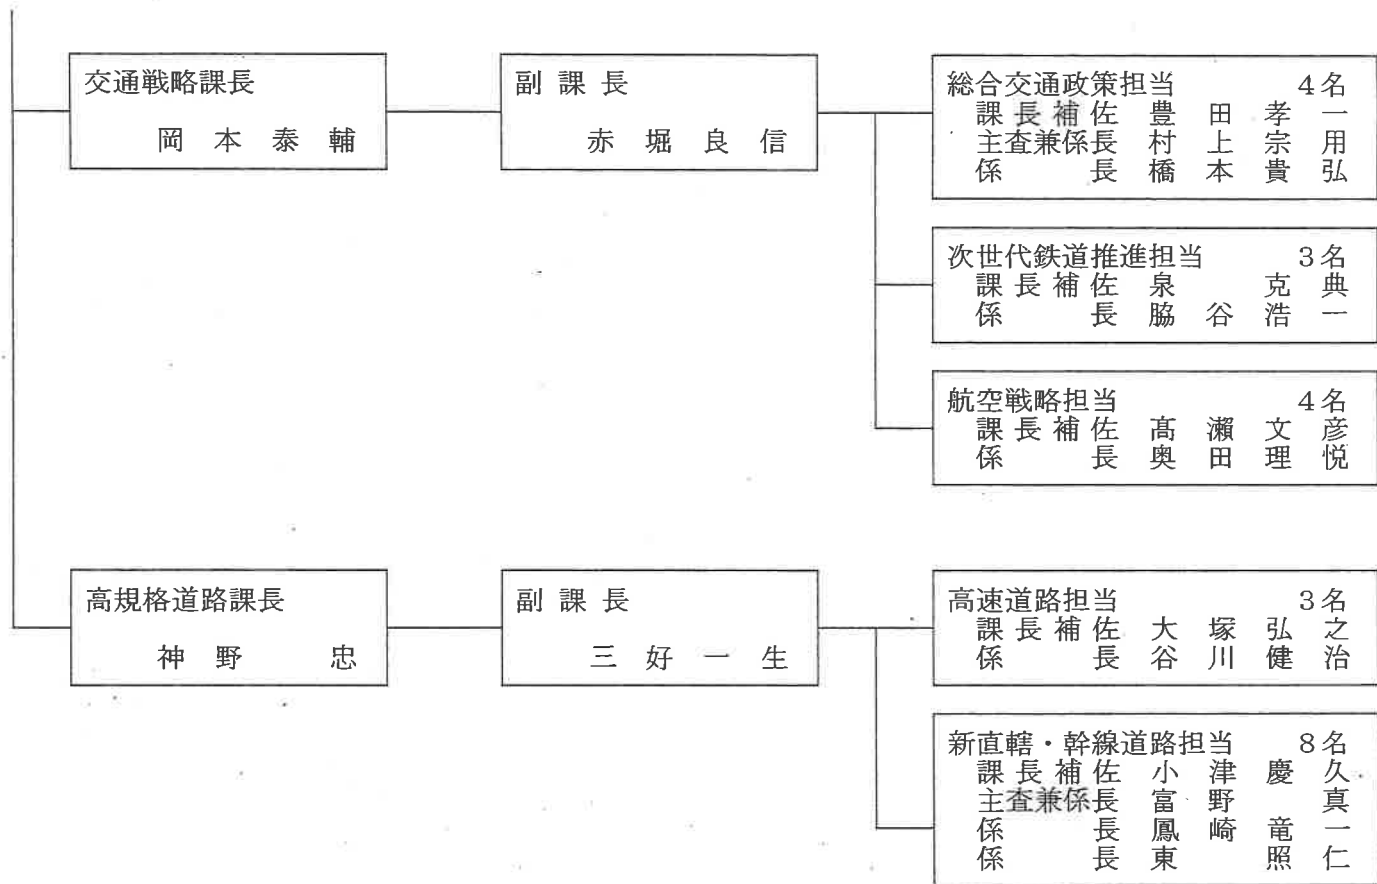 交通戦略課長
岡本泰輔
副課長
赤堀良信
総合交通政策担当 4名
課長補佐 豊田孝一
主査兼係長 村上宗用
係長 橋本貴弘
次世代鉄道推進担当 3名
課長補佐 泉 克典
係長 脇谷浩一
航空戦略担当 4名
課長補佐 髙瀨文彦
係長 奥田理悦
高規格道路課長
神野 忠
副課長
三好一生
高速道路担当 3名
課長補佐 大塚弘之
係長 谷川健治
新直轄・幹線道路担当 8名
課長補佐 小津慶久
主査兼係長 富野 真
係長 鳳崎竜一
係長 東 照仁